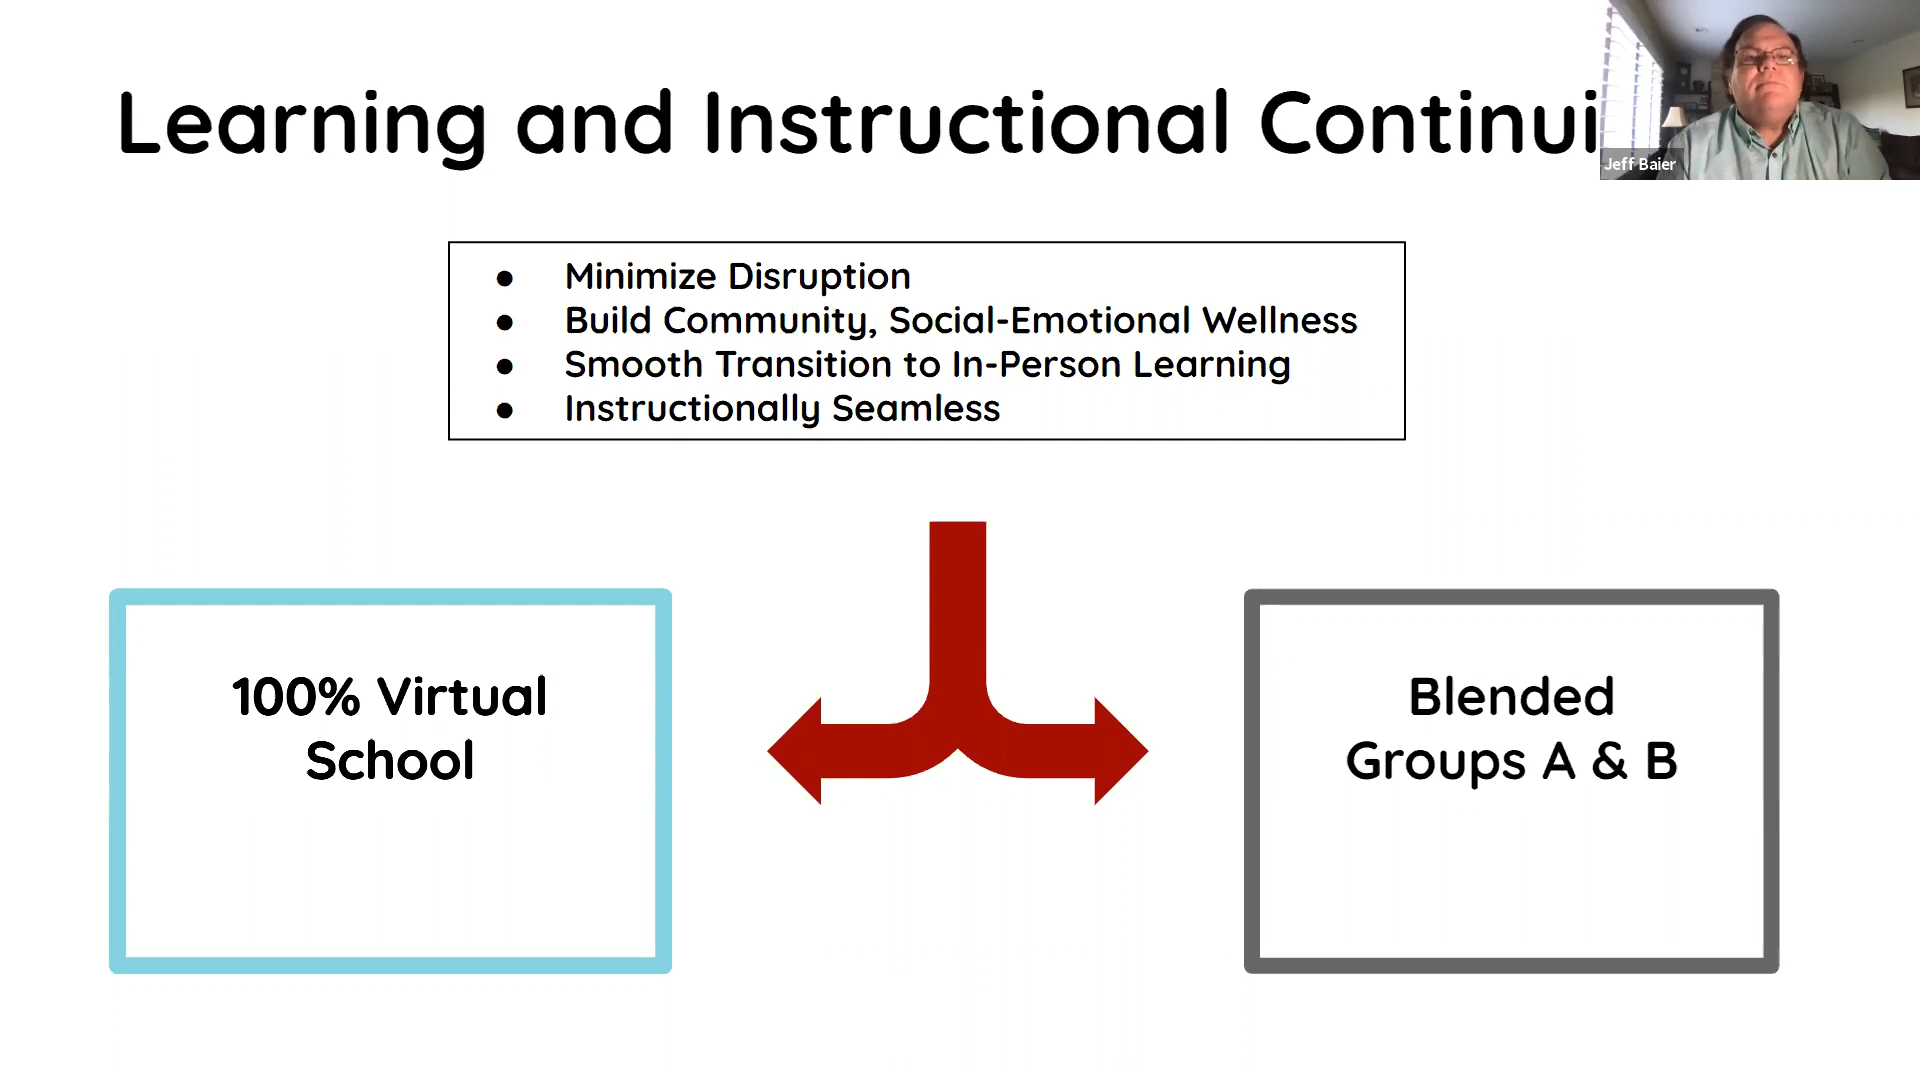 Learning and Instructional Continui
Jeff Baier
● Minimize Disruption
● Build Community, Social-Emotional Wellness
● Smooth Transition to In-Person Learning
● Instructionally Seamless
100% Virtual
School
Blended
Groups A & B